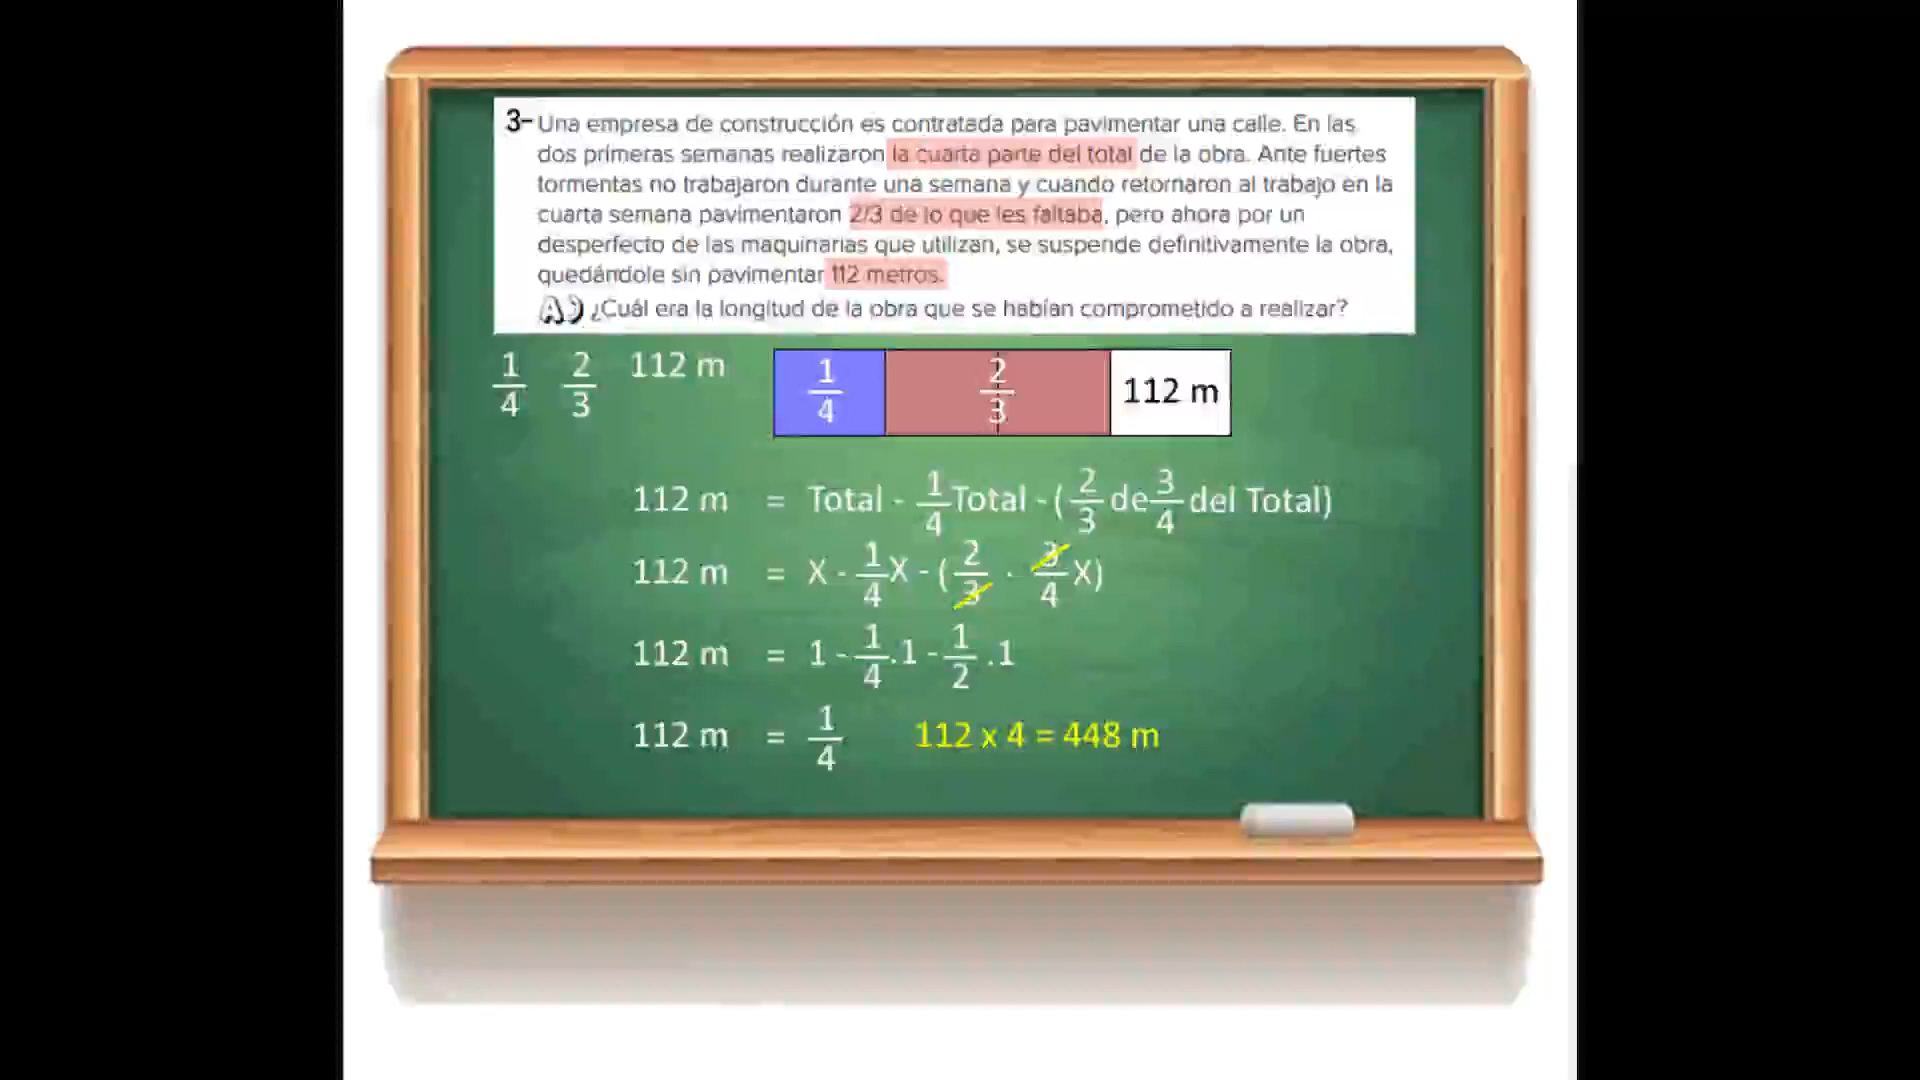 3- Una empresa de construcción es contratada para pavimentar una calle. En las
dos primeras semanas realizaron la cuarta parte del total de la obra. Ante fuertes
tormentas no trabajaron durante una semana y cuando retornaron al trabajo en la
cuarta semana pavimentaron 2/3 de lo que les faltaba, pero ahora por un
desperfecto de las maquinarias que utilizan, se suspende definitivamente la obra,
quedándole sin pavimentar 112 metros.
A) ¿Cuál era la longitud de la obra que se habían comprometido a realizar?
1/4 2/3 112 m 1/4 2/3 112 m
112 m = Total - 1/4 Total - ( 2/3 de 3/4 del Total)
112 m = X - 1/4 X - ( 2/3 · 3/4 X)
112 m = 1 - 1/4 .1 - 1/2 .1
112 m = 1/4 112 x 4 = 448 m